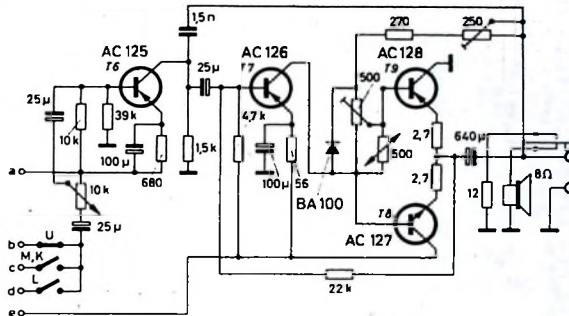 1,5n
270
250
AC 125
T6
25µ
AC 126
T7
AC 128
T9
25µ
10k
39k
100µ
680
1,5k
4,7k
100µ
56
BA 100
500
500
2,7
2,7
640µ
12
8Ω
T8
AC 127
22k
a
10k
25µ
b
U
c
M,K
d
L
e